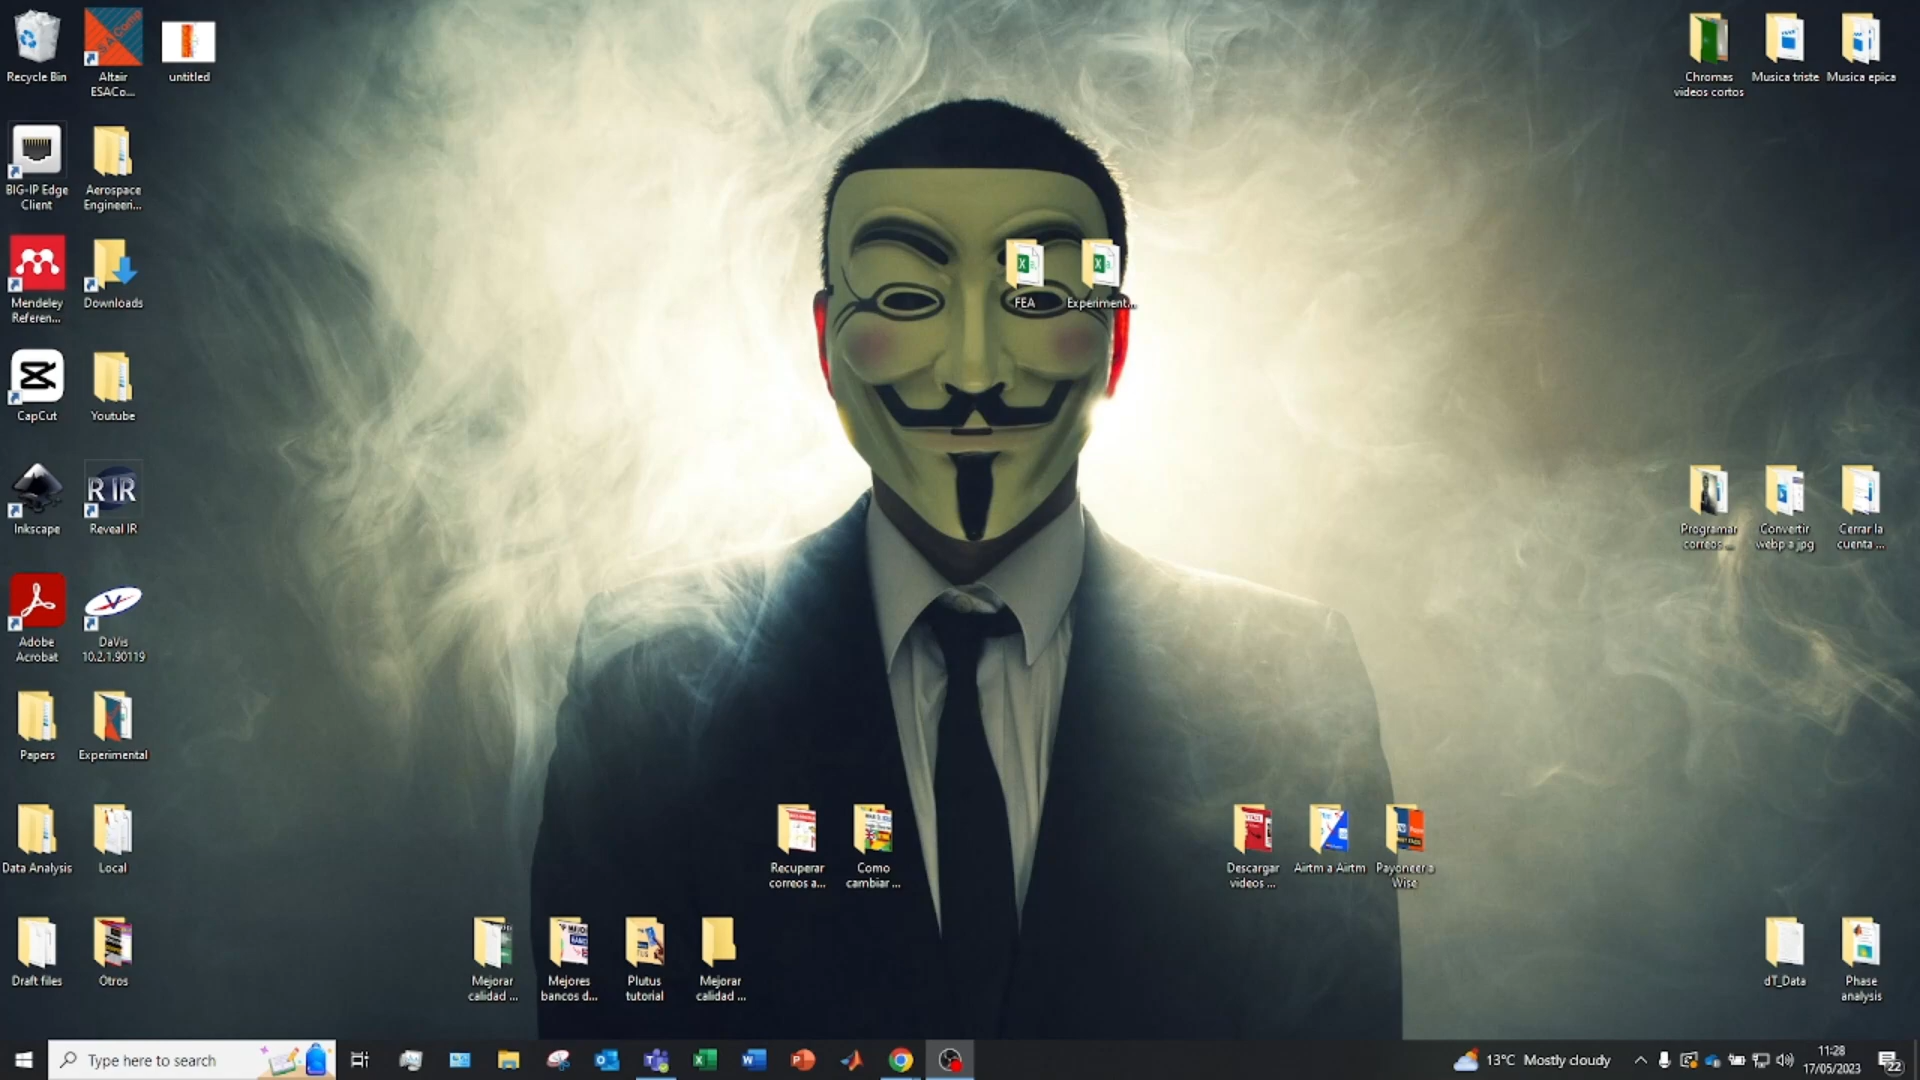 Recycle Bin
Altair
ESACo...
untitled
Chromas
videos cortos
Musica triste
Musica epica
BIG-IP Edge
Client
Aerospace
Engineeri...
Mendeley
Referen...
Downloads
FEA
Experiment...
CapCut
Youtube
Inkscape
RIR
Reveal IR
Programar
correos ...
Convertir
webp a jpg
Cerrar la
cuenta ...
Adobe
Acrobat
DaVis
10.2.1.90119
Papers
Experimental
Data Analysis
Local
Recuperar
correos a...
Como
cambiar ...
Descargar
videos ...
Airtm a Airtm
Payoneer a
Wise
Draft files
Otros
Mejorar
calidad ...
Mejores
bancos d...
Plutus
tutorial
Mejorar
calidad ...
dT_Data
Phase
analysis
Type here to search
13°C Mostly cloudy
11:28
17/05/2023
22